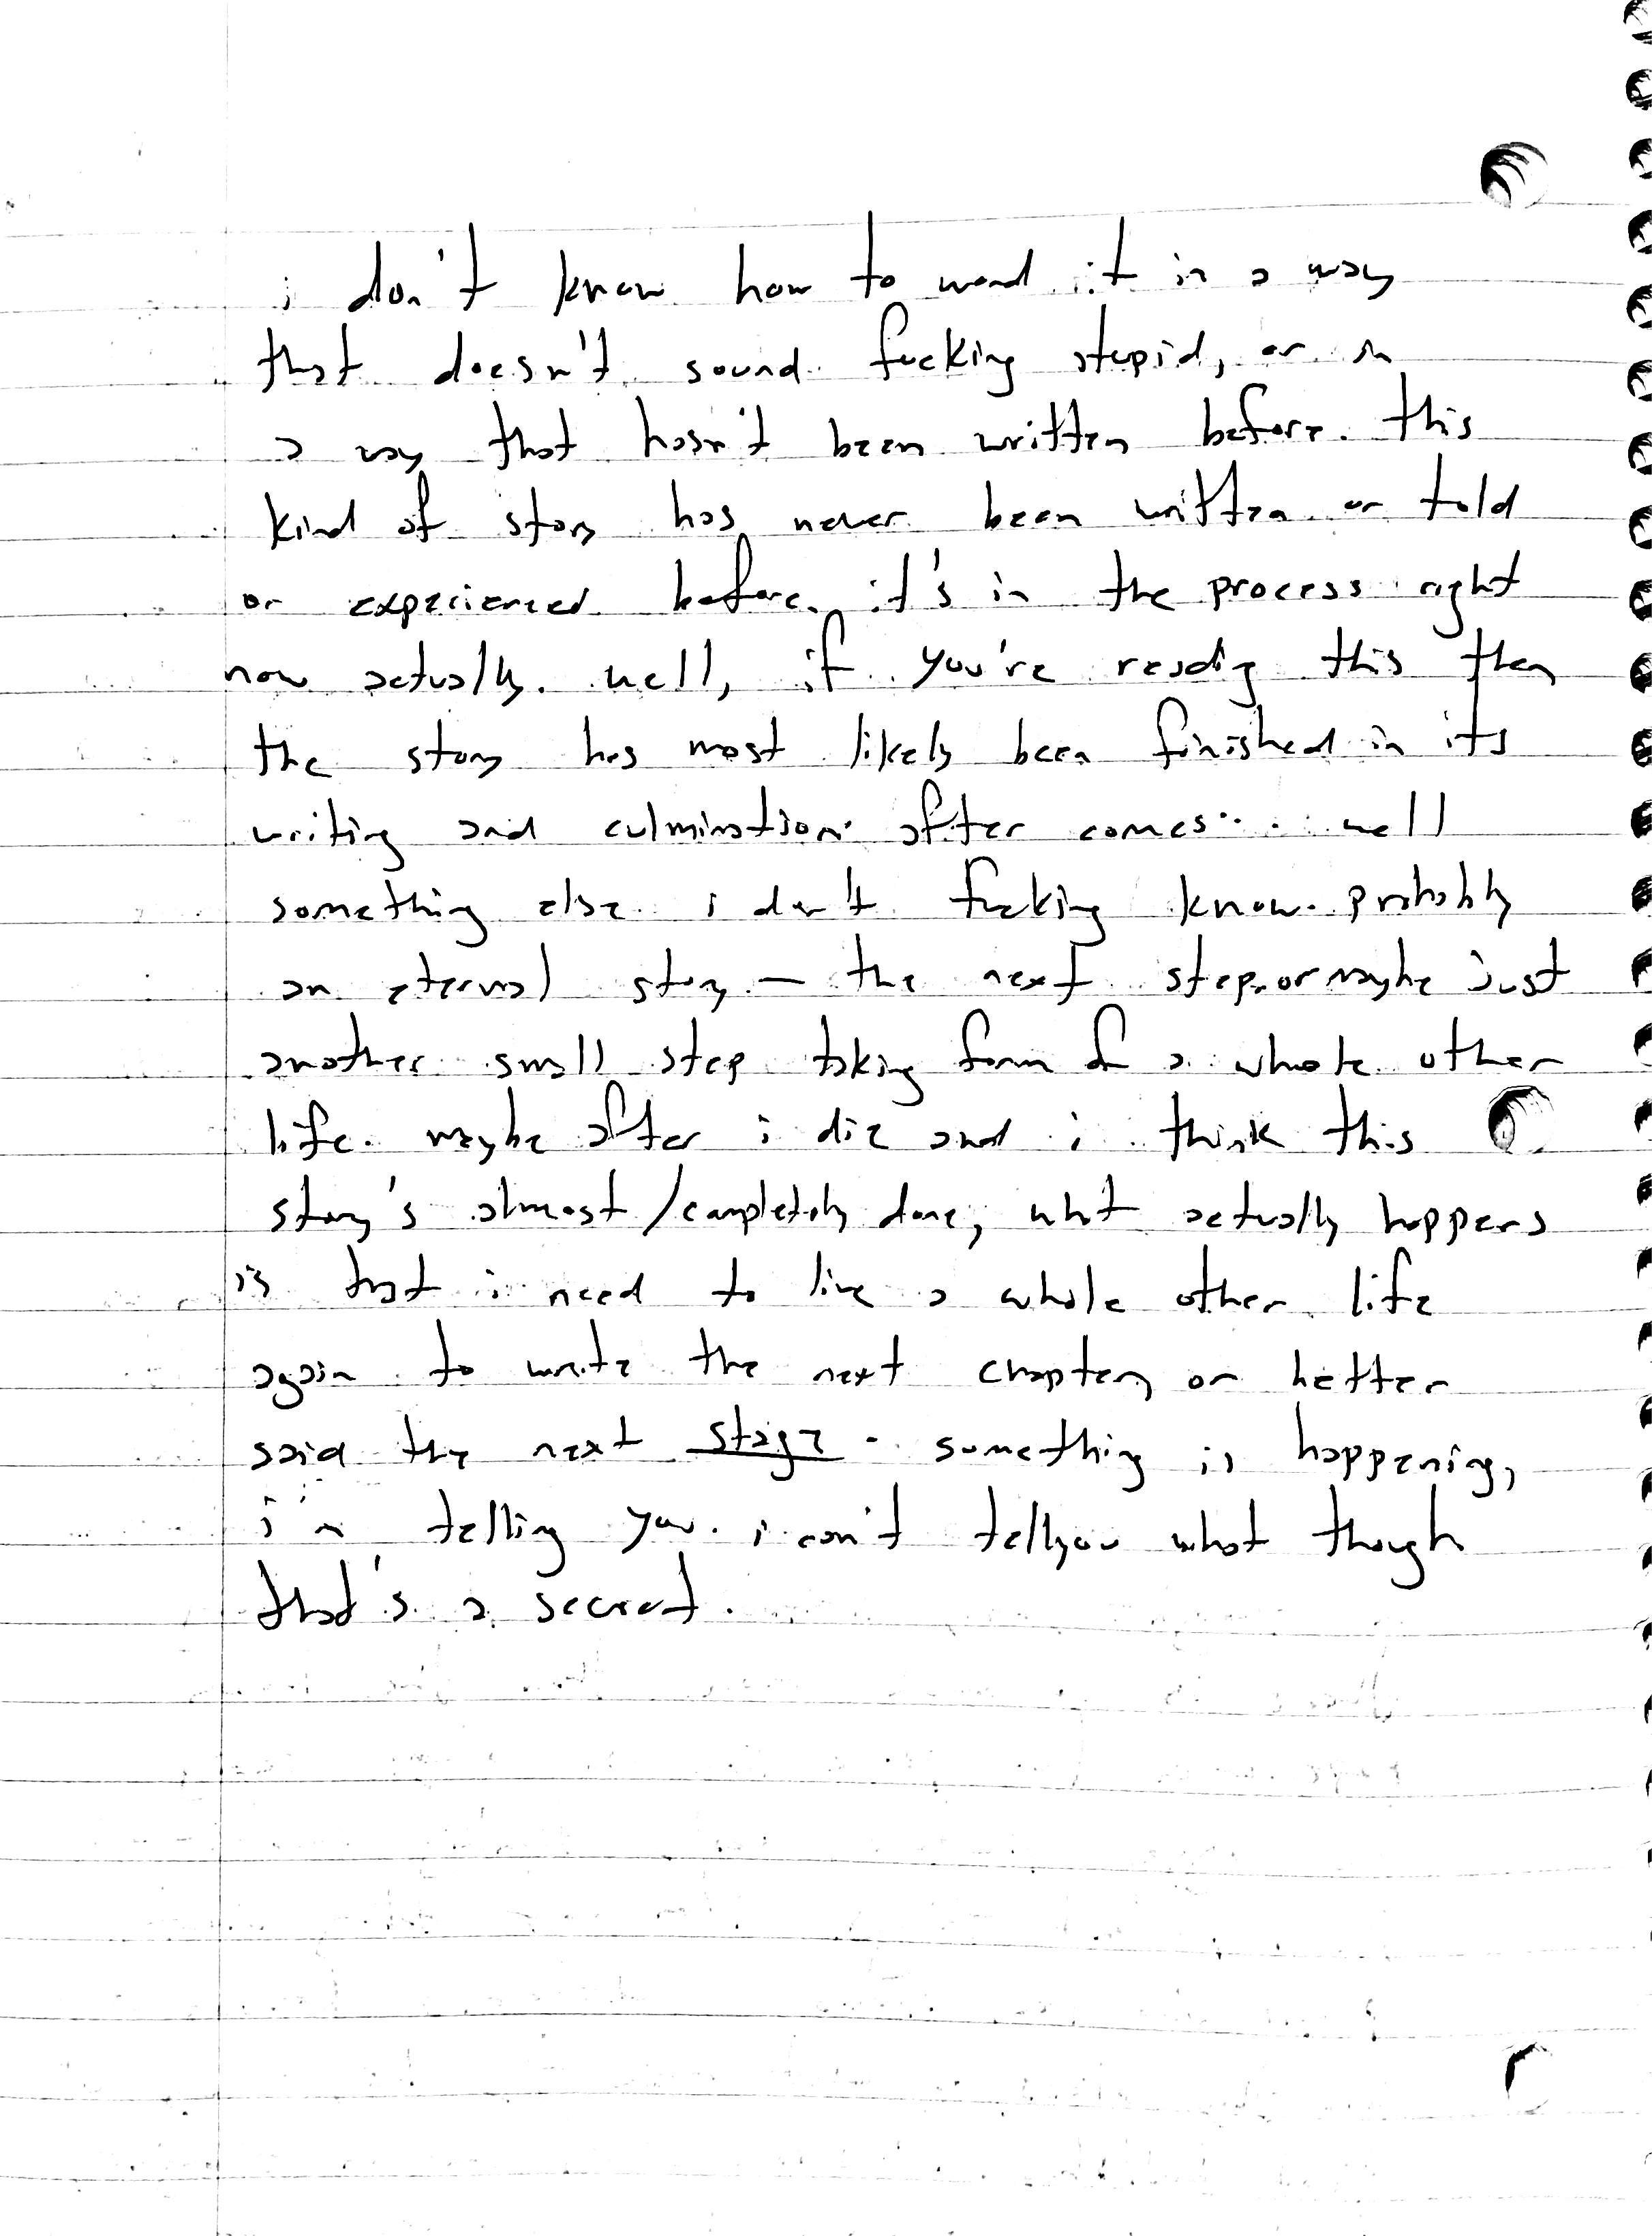 i don't know how to word it in a way
that doesn't sound fucking stupid, or in
a way that hasn't been written before. this
kind of story has never been written or told
or experienced before. it's in the process right
now actually. well, if you're reading this then
the story has most likely been finished in its
writing and culmination. after comes... well
something else i don't fucking know. probably
an eternal story — the next step. or maybe just
another small step taking form of a whole other
life. maybe after i die and i think this
story's almost/completely done, what actually happens
is that i need to live a whole other life
again to write the next chapter, or better
said the next stage. something is happening,
i'm telling you. i can't tell you what though
that's a secret.